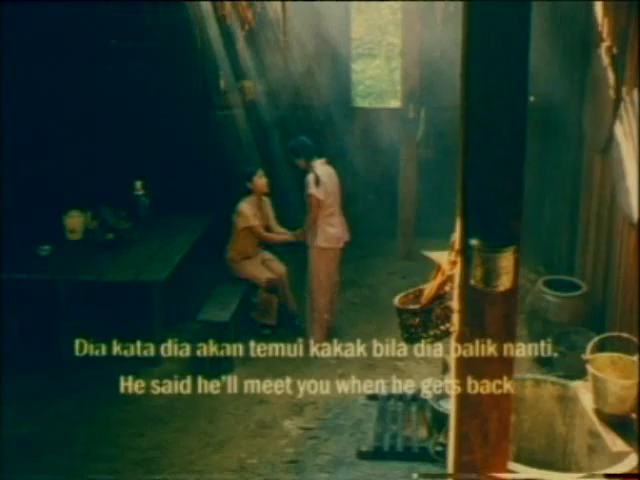 Dia kata dia akan temui kakak bila dia balik nanti.
He said he'll meet you when he gets back